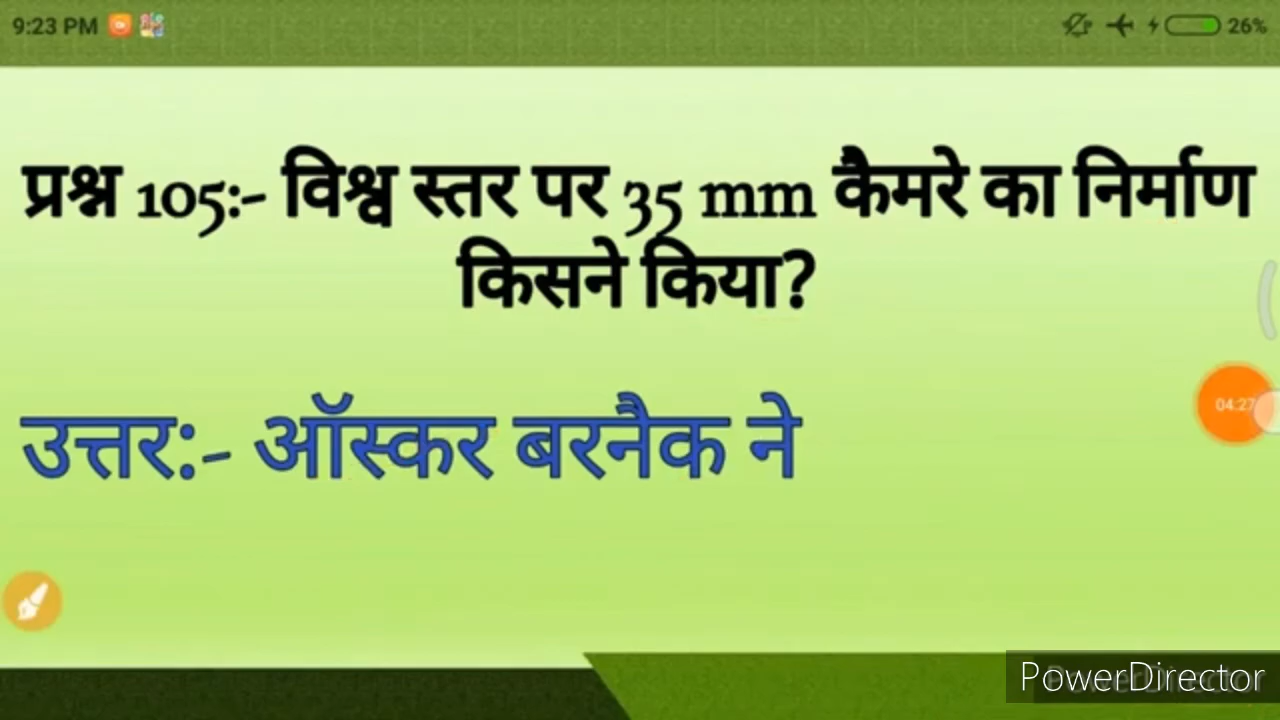 9:23 PM 26%
प्रश्न 105:- विश्व स्तर पर 35 mm कैमरे का निर्माण
किसने किया?
उत्तर:- ऑस्कर बरनैक ने
04:27
PowerDirector